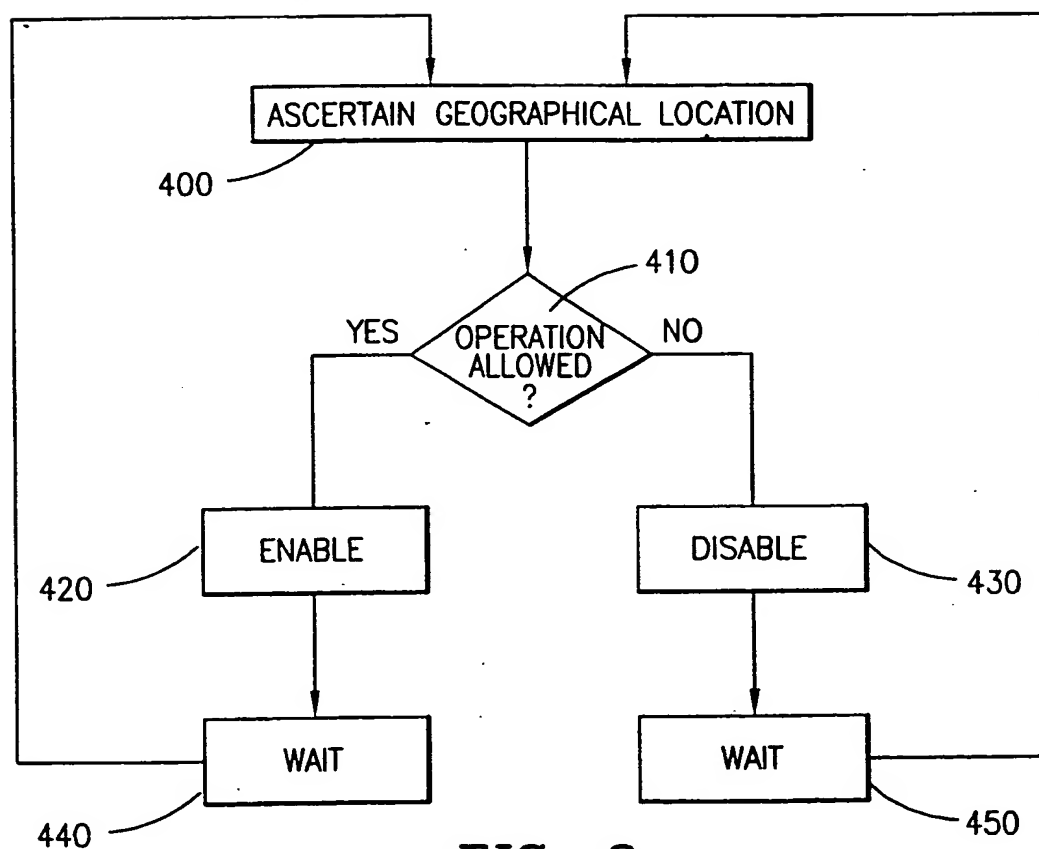 ASCERTAIN GEOGRAPHICAL LOCATION
400
410
YES
OPERATION
ALLOWED
?
NO
ENABLE
420
DISABLE
430
WAIT
440
WAIT
450